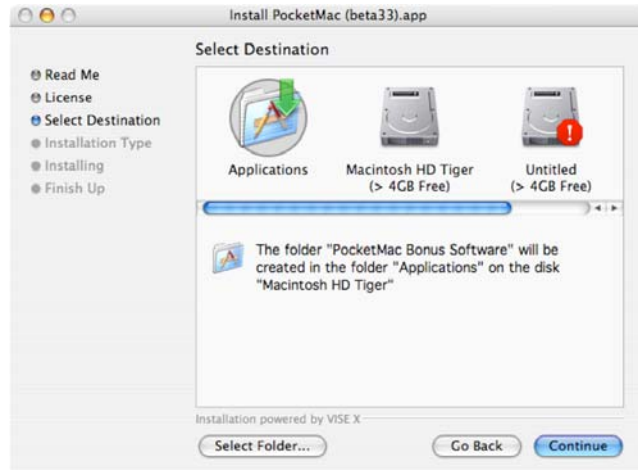 Install PocketMac (beta33).app
Select Destination
Read Me
License
Select Destination
Installation Type
Installing
Finish Up
Applications
Macintosh HD Tiger
(> 4GB Free)
Untitled
(> 4GB Free)
The folder "PocketMac Bonus Software" will be
created in the folder "Applications" on the disk
"Macintosh HD Tiger"
Installation powered by VISE X
Select Folder...
Go Back
Continue